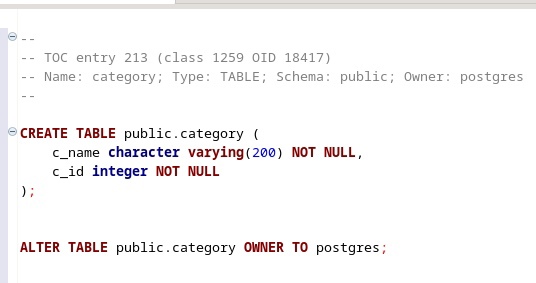 --
-- TOC entry 213 (class 1259 OID 18417)
-- Name: category; Type: TABLE; Schema: public; Owner: postgres
--
CREATE TABLE public.category (
    c_name character varying(200) NOT NULL,
    c_id integer NOT NULL
);
ALTER TABLE public.category OWNER TO postgres;